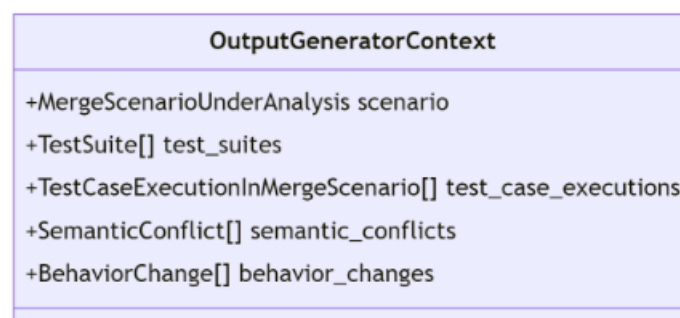 OutputGeneratorContext
+MergeScenarioUnderAnalysis scenario
+TestSuite[] test_suites
+TestCaseExecutionInMergeScenario[] test_case_executions
+SemanticConflict[] semantic_conflicts
+BehaviorChange[] behavior_changes